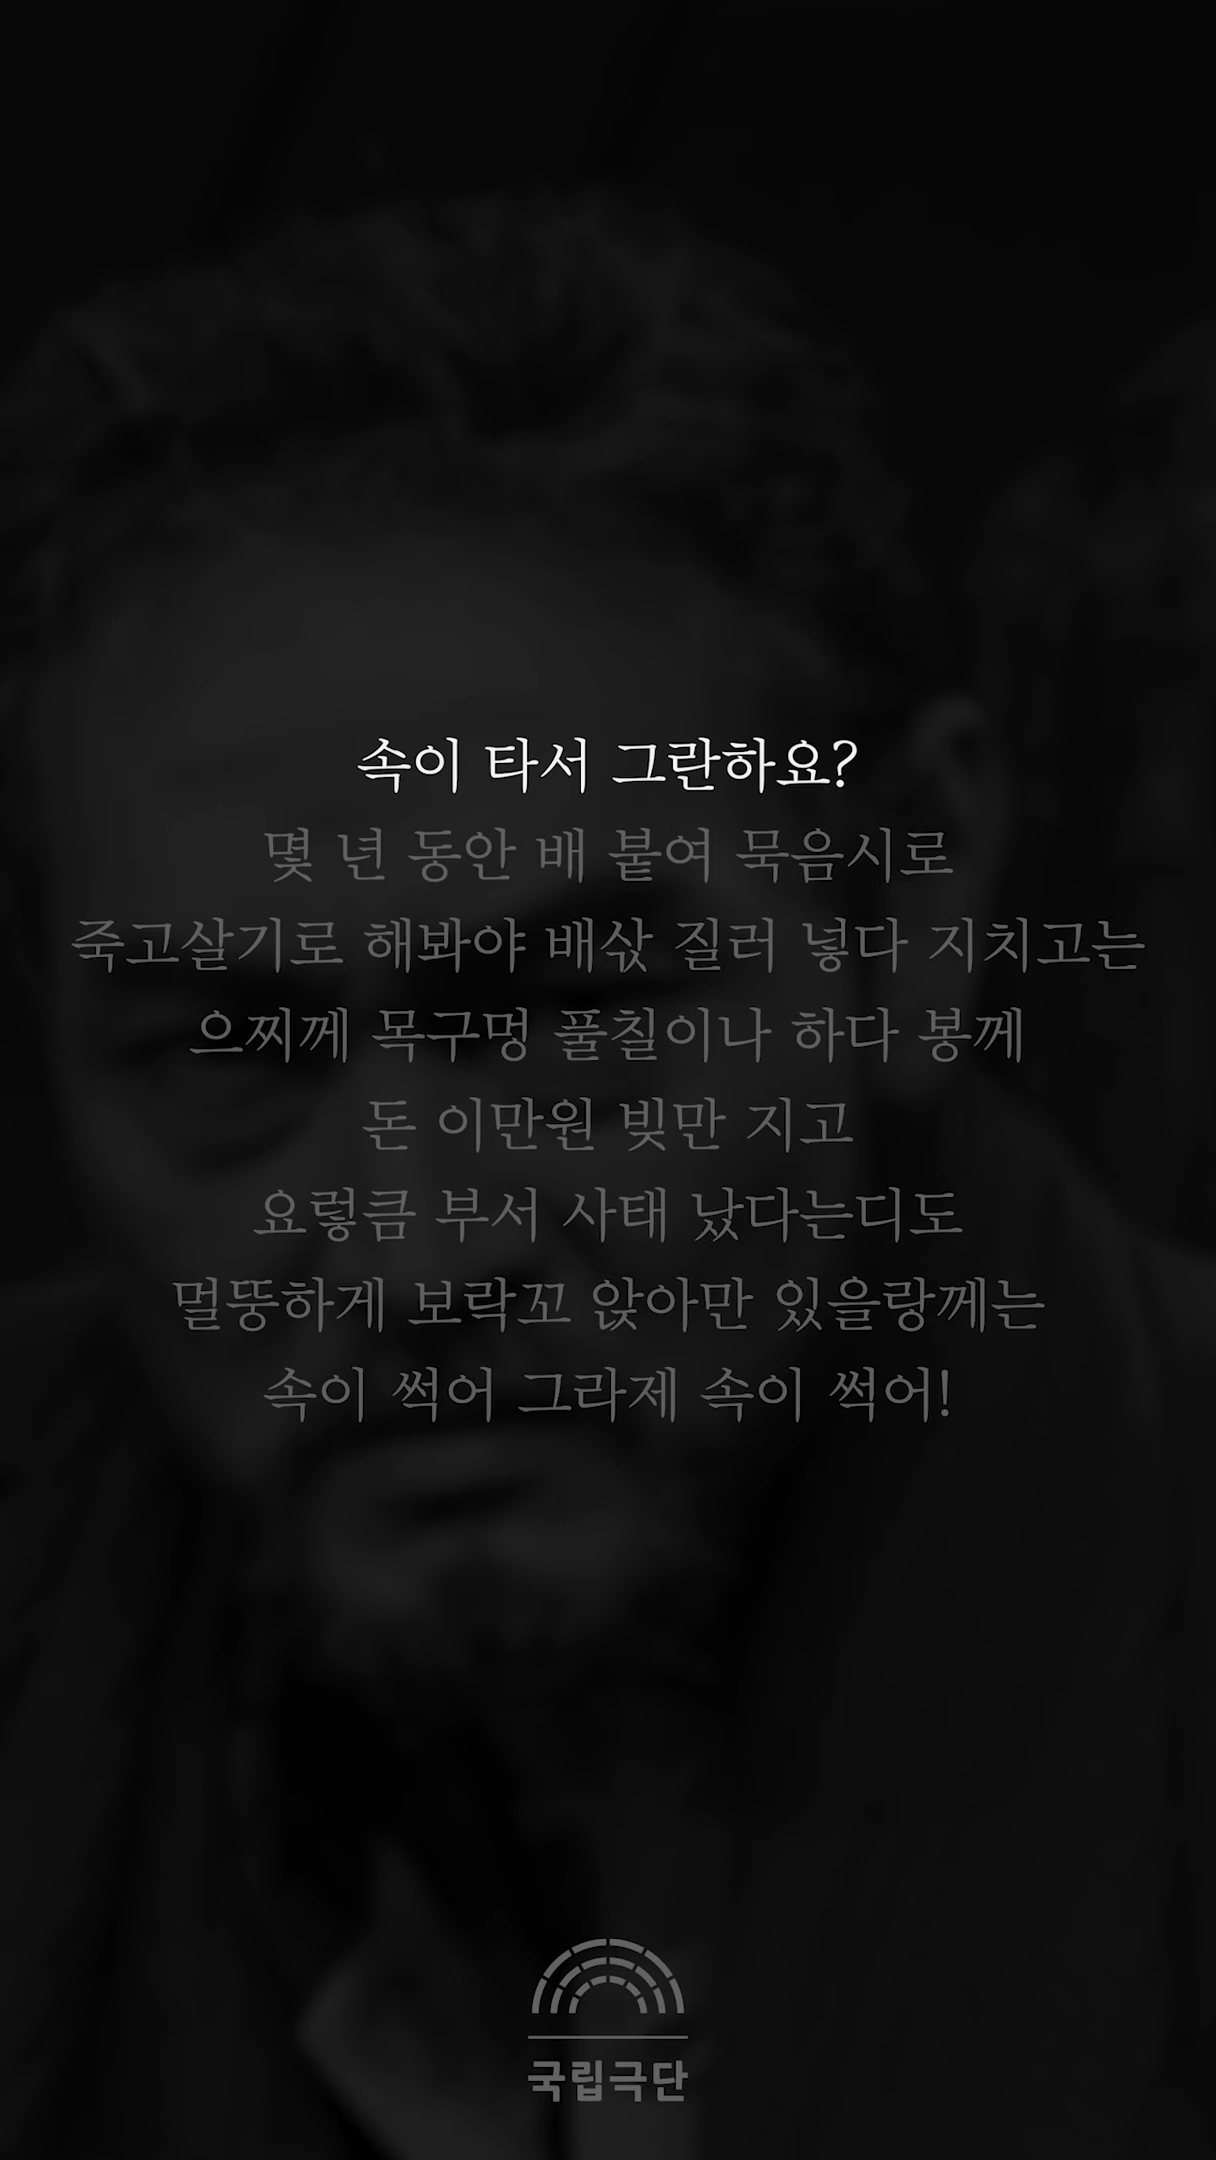 속이 타서 그란하요?
몇 년 동안 배 붙여 묵음시로
죽고살기로 해봐야 배삯 질러 넣다 지치고는
으찌께 목구멍 풀칠이나 하다 봉께
돈 이만원 빚만 지고
요렇큼 부서 사태 났다는디도
멀뚱하게 보락꼬 앉아만 있을랑께는
속이 썩어 그라제 속이 썩어!
국립극단